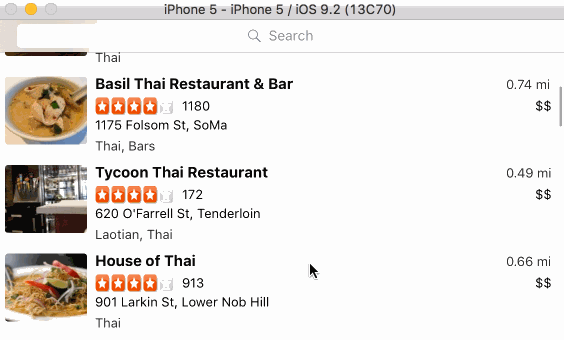 iPhone 5 - iPhone 5 / iOS 9.2 (13C70)
Search
Thai
Basil Thai Restaurant & Bar 0.74 mi
1180 $$
1175 Folsom St, SoMa
Thai, Bars
Tycoon Thai Restaurant 0.49 mi
172 $$
620 O'Farrell St, Tenderloin
Laotian, Thai
House of Thai 0.66 mi
913 $$
901 Larkin St, Lower Nob Hill
Thai